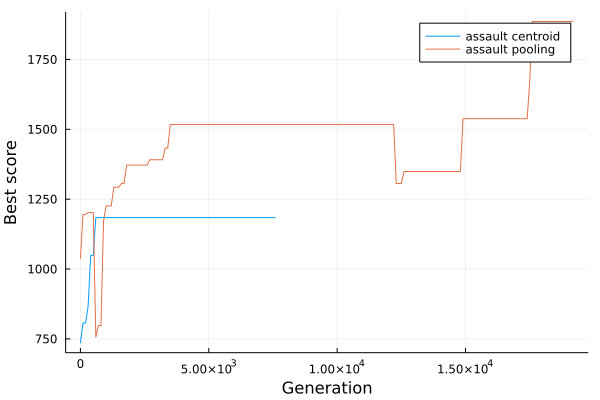 assault centroid
assault pooling
1750
1500
1250
1000
750
Best score
0
5.00×10³
1.00×10⁴
1.50×10⁴
Generation